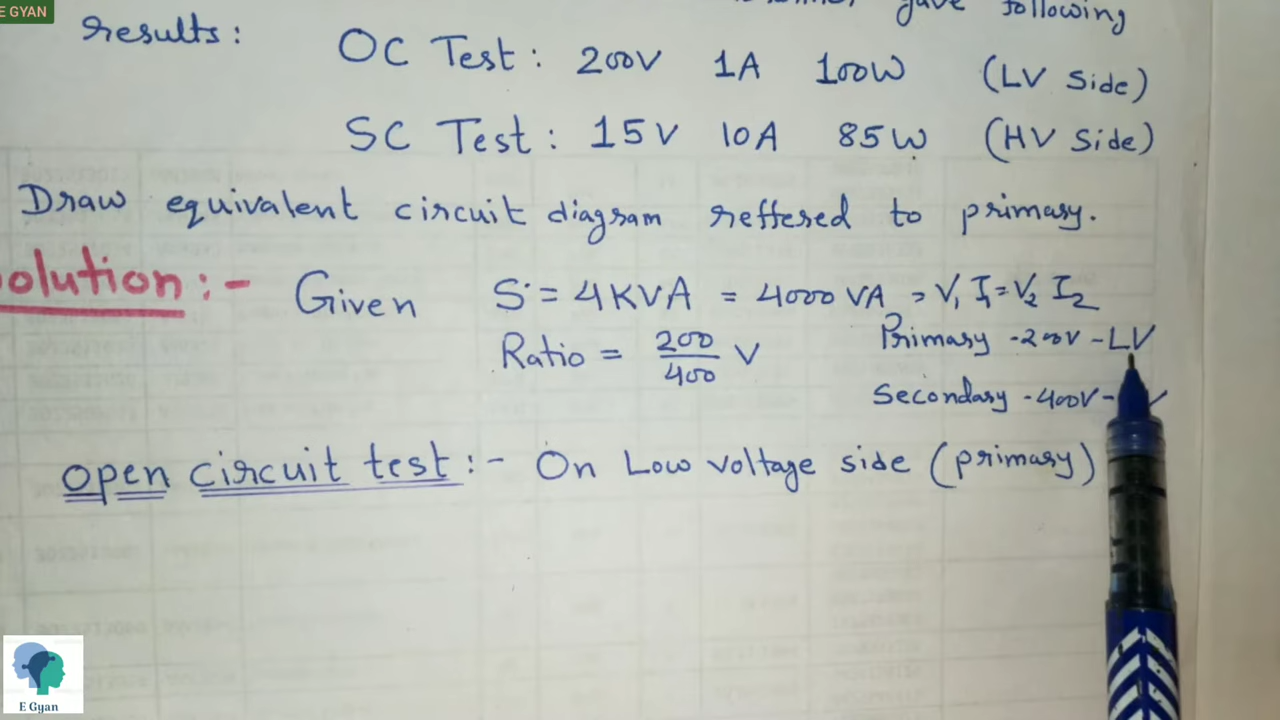 E GYAN
gave following
results:
OC Test: 200V 1A 100W (LV Side)
SC Test: 15V 10A 85W (HV Side)
Draw equivalent circuit diagram reffered to primary.
olution:-
Given S = 4KVA = 4000 VA = V1 I1 = V2 I2
Ratio = 200/400 V
Primary - 200V - LV
Secondary - 400V -
open circuit test:- On Low voltage side (primary)
E Gyan